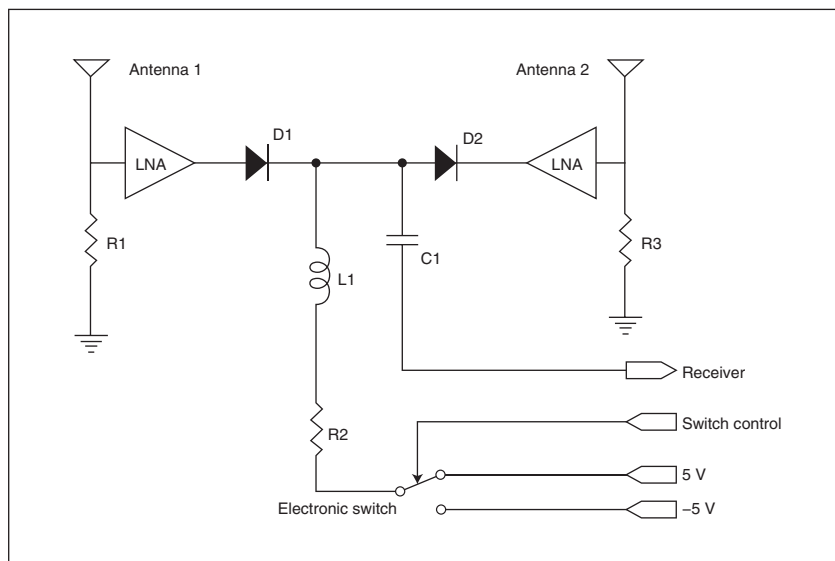 Antenna 1
Antenna 2
D1
D2
LNA
LNA
R1
L1
C1
R3
Receiver
R2
Switch control
5 V
Electronic switch
–5 V